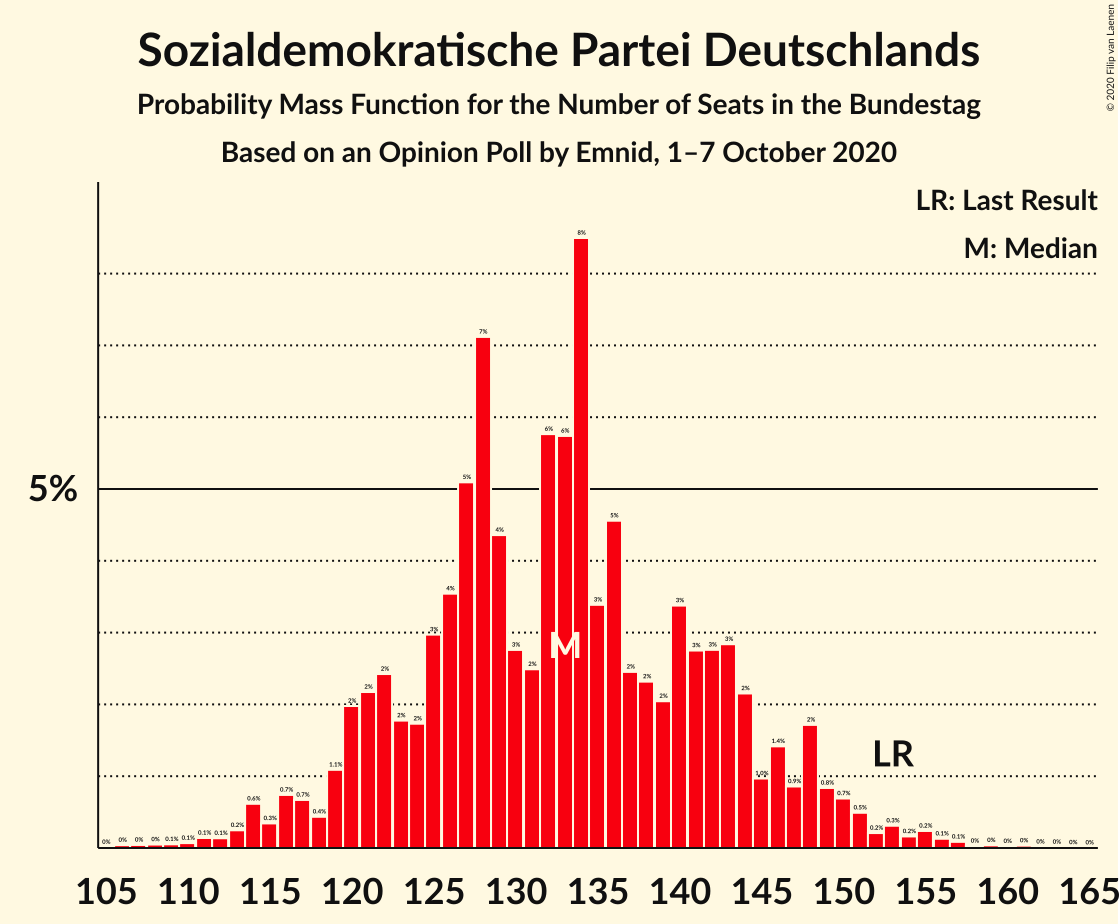 Sozialdemokratische Partei Deutschlands
Probability Mass Function for the Number of Seats in the Bundestag
Based on an Opinion Poll by Emnid, 1–7 October 2020
© 2020 Filip van Laenen
LR: Last Result
M: Median
5%
0% 0% 0% 0% 0.1% 0.1% 0.1% 0.1% 0.2% 0.6% 0.3% 0.7% 0.7% 0.4% 1.1% 2% 2% 2% 2% 2% 3% 4% 5% 7% 4% 3% 2% 6% 6% 8% 3% 5% 2% 2% 2% 3% 3% 3% 3% 2% 1.0% 1.4% 0.9% 2% 0.8% 0.7% 0.5% 0.2% 0.3% 0.2% 0.2% 0.1% 0.1% 0% 0% 0% 0% 0% 0% 0% 0%
M
LR
105 110 115 120 125 130 135 140 145 150 155 160 165